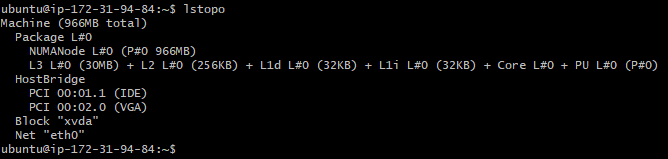 ubuntu@ip-172-31-94-84:~$ lstopo
Machine (966MB total)
  Package L#0
    NUMANode L#0 (P#0 966MB)
    L3 L#0 (30MB) + L2 L#0 (256KB) + L1d L#0 (32KB) + L1i L#0 (32KB) + Core L#0 + PU L#0 (P#0)
  HostBridge
    PCI 00:01.1 (IDE)
    PCI 00:02.0 (VGA)
  Block "xvda"
  Net "eth0"
ubuntu@ip-172-31-94-84:~$